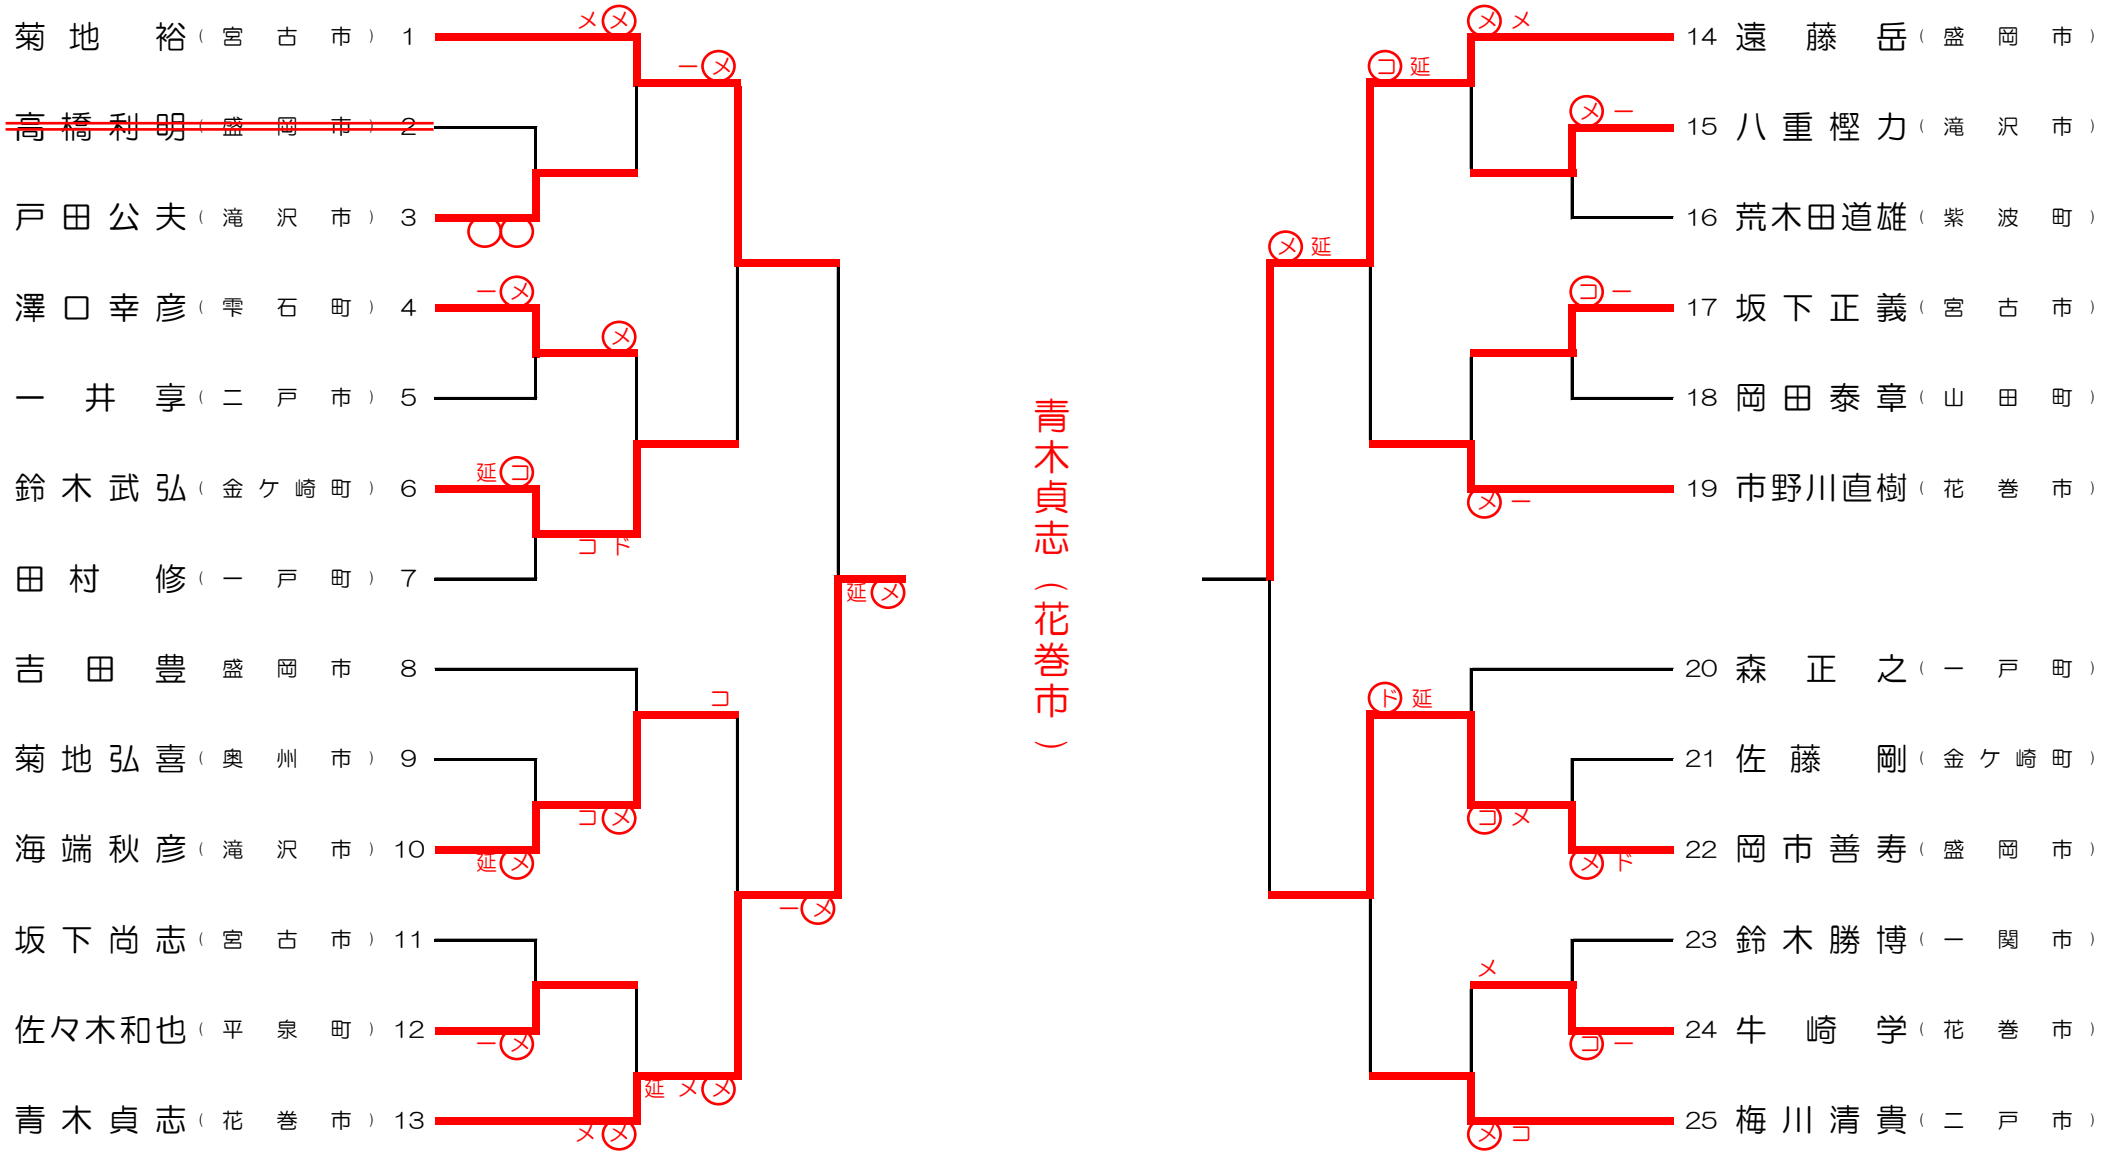 菊地 裕（宮古市） 1
高橋利明（盛岡市） 2
戸田公夫（滝沢市） 3
澤口幸彦（雫石町） 4
一井享（二戸市） 5
鈴木武弘（金ケ崎町） 6
田村 修（一戸町） 7
吉田豊 盛岡市 8
菊地弘喜（奥州市） 9
海端秋彦（滝沢市） 10
坂下尚志（宮古市） 11
佐々木和也（平泉町） 12
青木貞志（花巻市） 13
メメ
一メ
一メ
メ
延コ
コド
コ
コメ
延メ
一メ
一メ
延メメ
メメ
延メ
青木貞志（花巻市）
メメ
コ延
メ一
メ延
コ一
メ一
ド延
コメ
メド
メ
コ一
メコ
14 遠藤岳（盛岡市）
15 八重樫力（滝沢市）
16 荒木田道雄（紫波町）
17 坂下正義（宮古市）
18 岡田泰章（山田町）
19 市野川直樹（花巻市）
20 森正之（一戸町）
21 佐藤剛（金ケ崎町）
22 岡市善寿（盛岡市）
23 鈴木勝博（一関市）
24 牛崎学（花巻市）
25 梅川清貴（二戸市）